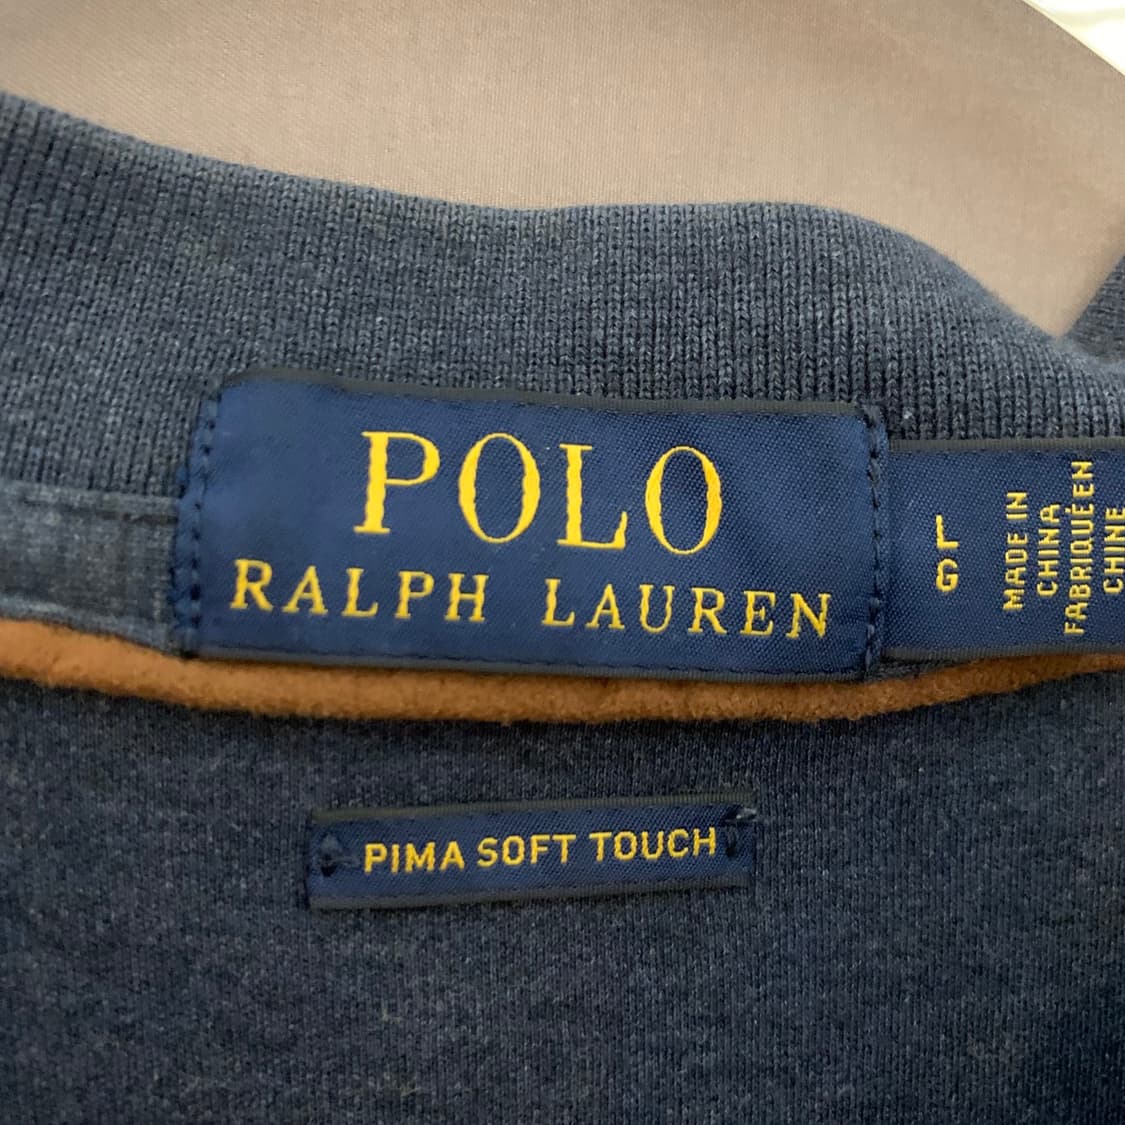 POLO
RALPH LAUREN
L
G
MADE IN
CHINA
FABRIQUÉ EN
CHINE
PIMA SOFT TOUCH